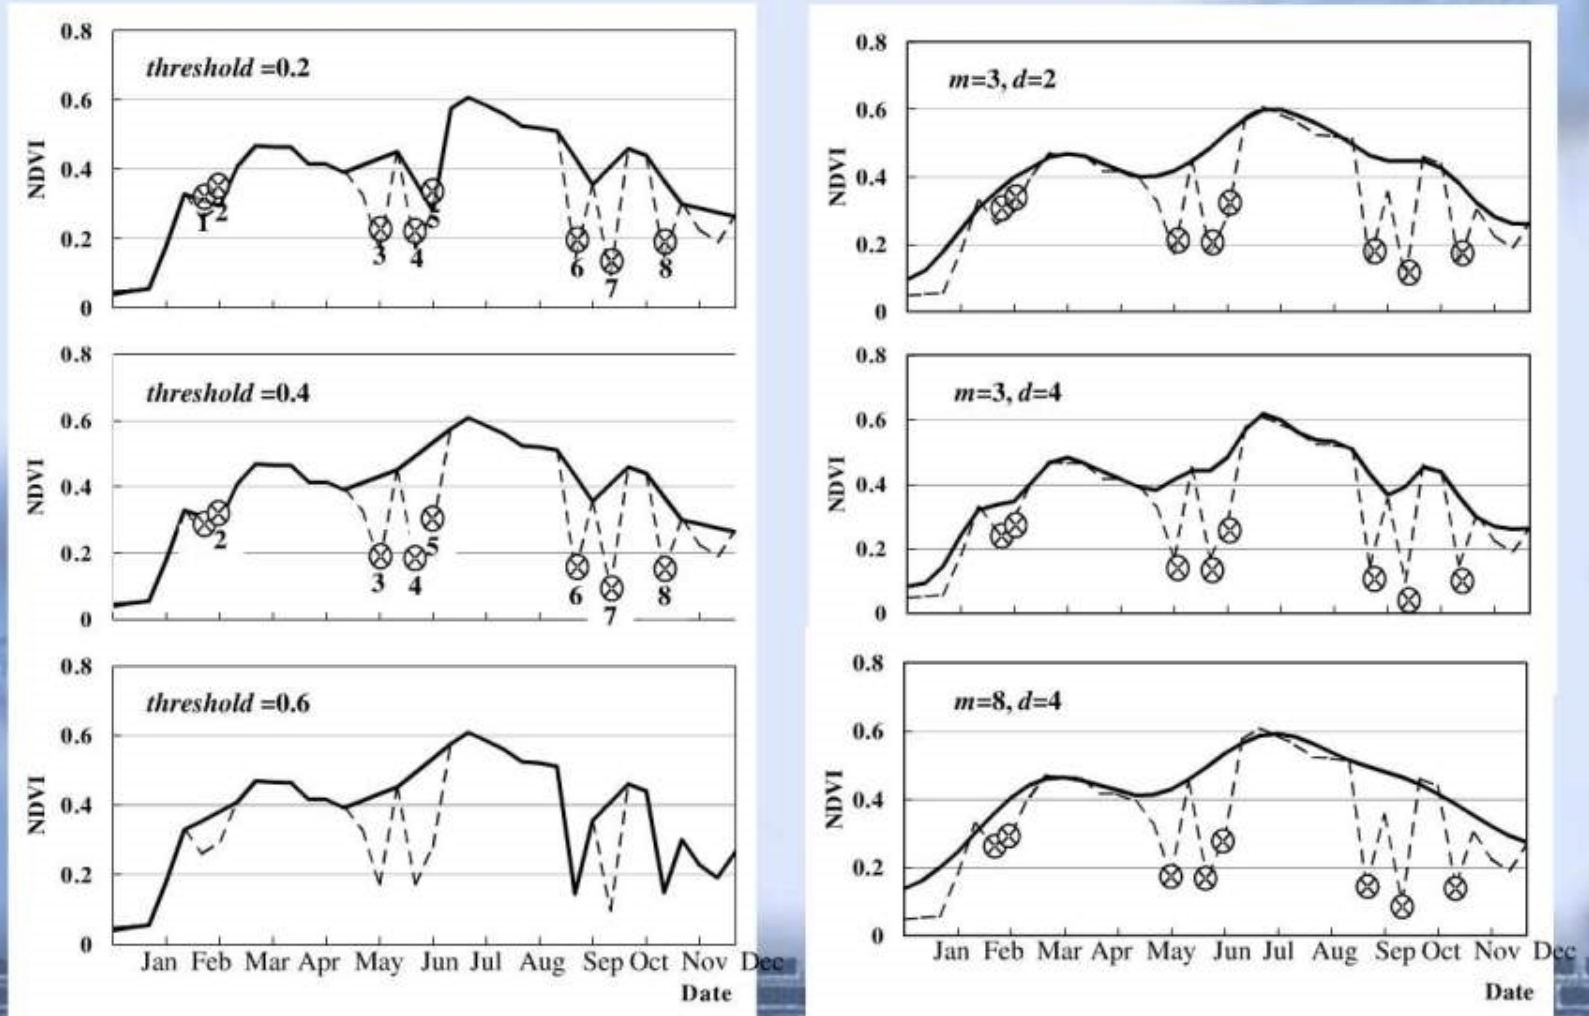 0.8
threshold =0.2
0.6
NDVI
0.4
0.2
0
1
2
3
4
5
6
7
8
0.8
threshold =0.4
0.6
NDVI
0.4
0.2
0
2
3
4
5
6
7
8
0.8
threshold =0.6
0.6
NDVI
0.4
0.2
0
Jan Feb Mar Apr May Jun Jul Aug Sep Oct Nov Dec
Date
0.8
m=3, d=2
0.6
NDVI
0.4
0.2
0
0.8
m=3, d=4
0.6
NDVI
0.4
0.2
0
0.8
m=8, d=4
0.6
NDVI
0.4
0.2
0
Jan Feb Mar Apr May Jun Jul Aug Sep Oct Nov Dec
Date